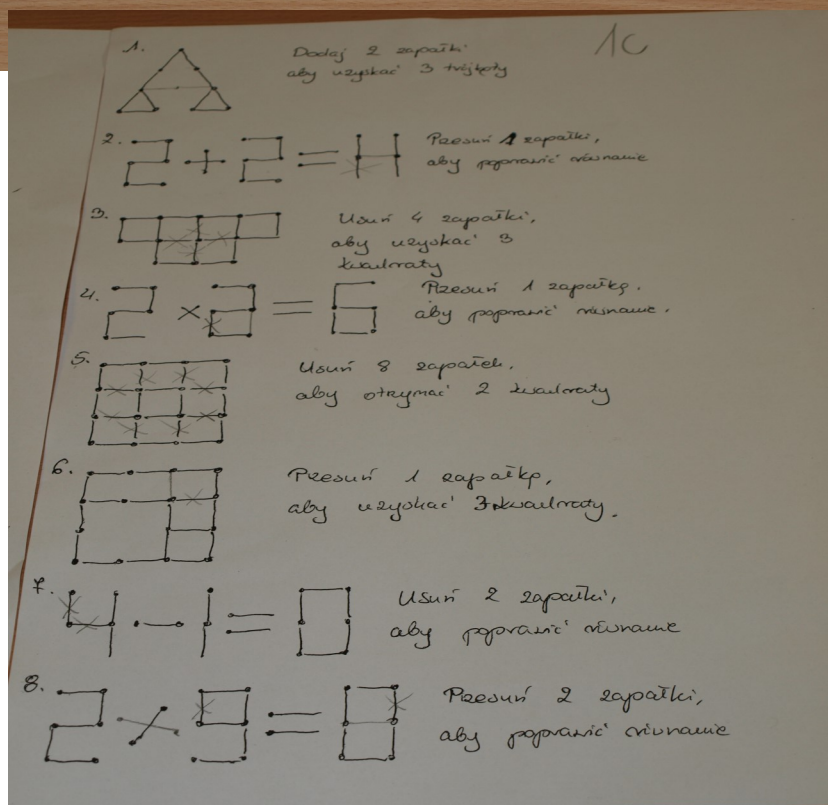 1C
1. Dodaj 2 zapałki
aby uzyskać 3 trójkąty
2. 2 + 2 = H Przesuń 1 zapałki,
aby poprawić równanie
3. Usuń 4 zapałki,
aby uzyskać 3
kwadraty
4. 2 × 2 = 6 Przesuń 1 zapałkę,
aby poprawić równanie.
5. Usuń 8 zapałek,
aby otrymać 2 kwadraty
6. Przesuń 1 zapałkę,
aby uzyskać 3 kwadraty.
7. 4 - 1 = 0 Usuń 2 zapałki,
aby poprawić równanie
8. 2 9 = Przesuń 2 zapałki,
aby poprawić równanie